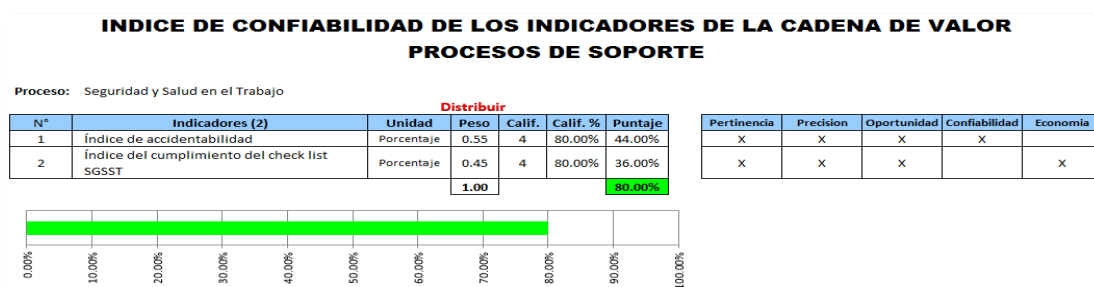 INDICE DE CONFIABILIDAD DE LOS INDICADORES DE LA CADENA DE VALOR
PROCESOS DE SOPORTE
Proceso: Seguridad y Salud en el Trabajo
Distribuir
N° Indicadores (2) Unidad Peso Calif. Calif. % Puntaje Pertinencia Precision Oportunidad Confiabilidad Economia
1 Índice de accidentabilidad Porcentaje 0.55 4 80.00% 44.00% X X X X
2 Índice del cumplimiento del check list SGSST Porcentaje 0.45 4 80.00% 36.00% X X X X
1.00 80.00%
0.00% 10.00% 20.00% 30.00% 40.00% 50.00% 60.00% 70.00% 80.00% 90.00% 100.00%